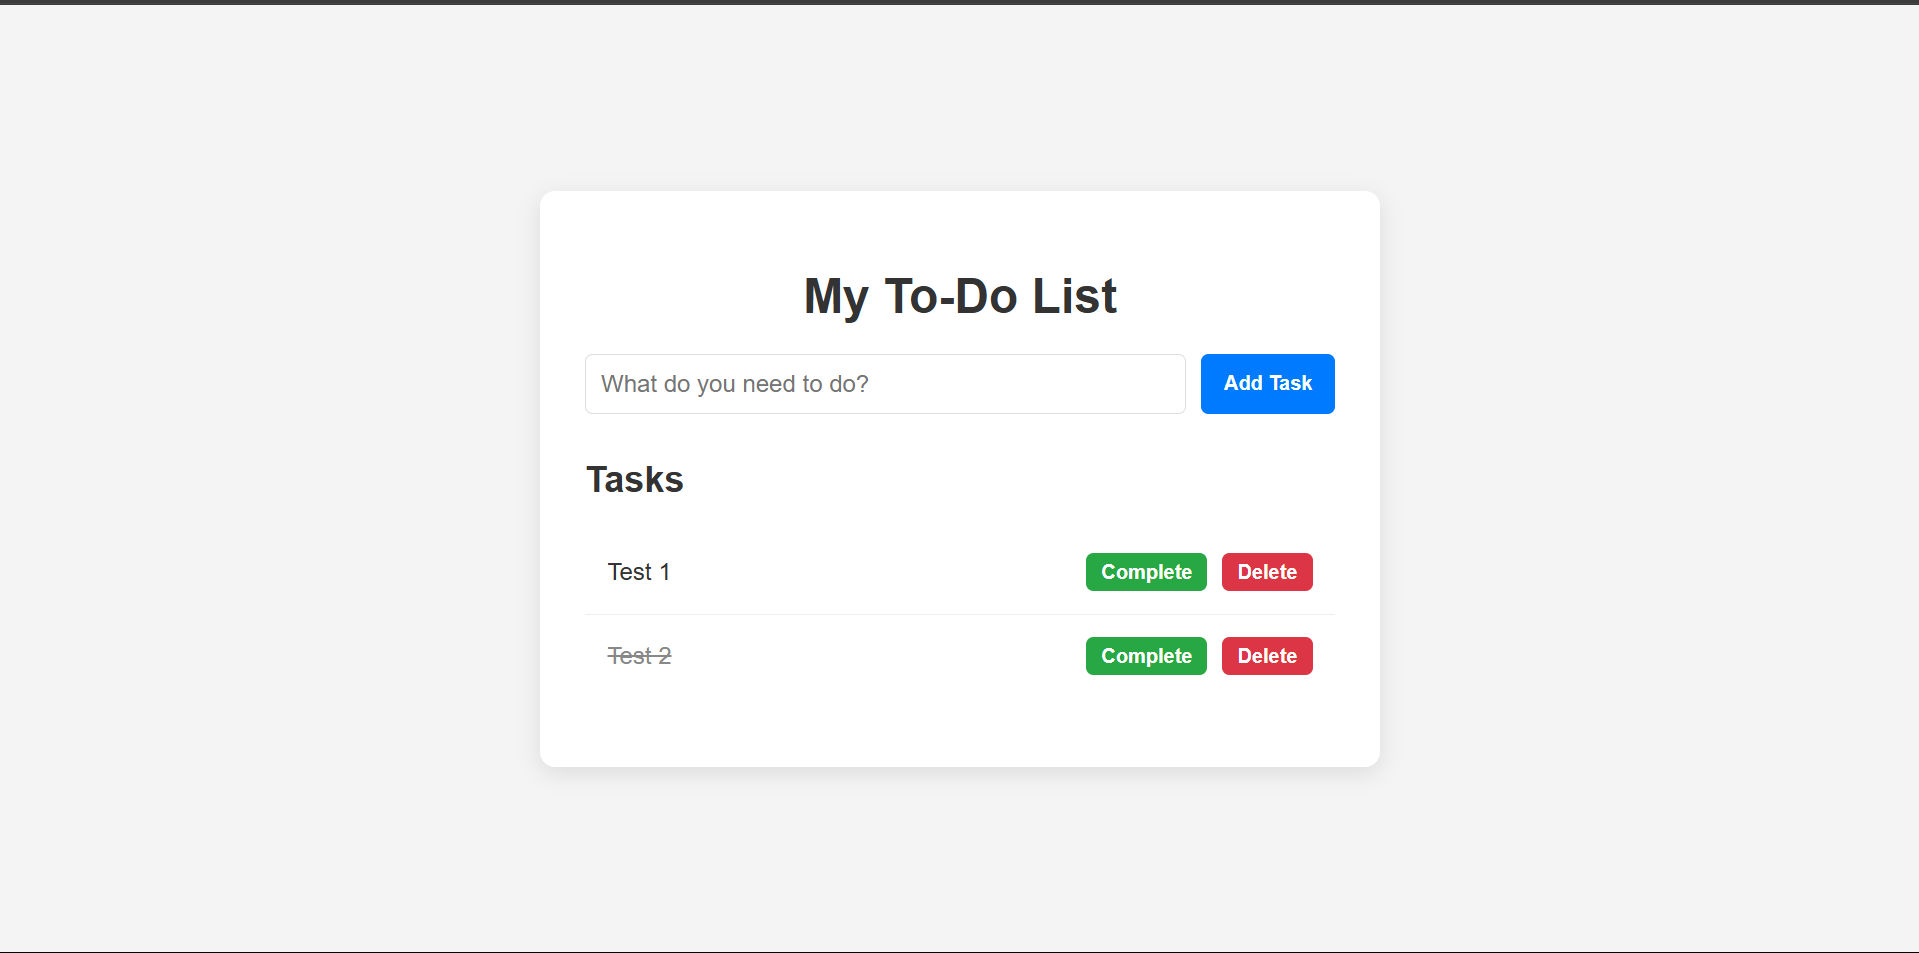 My To-Do List
What do you need to do? Add Task
Tasks
Test 1 Complete Delete
Test 2 Complete Delete